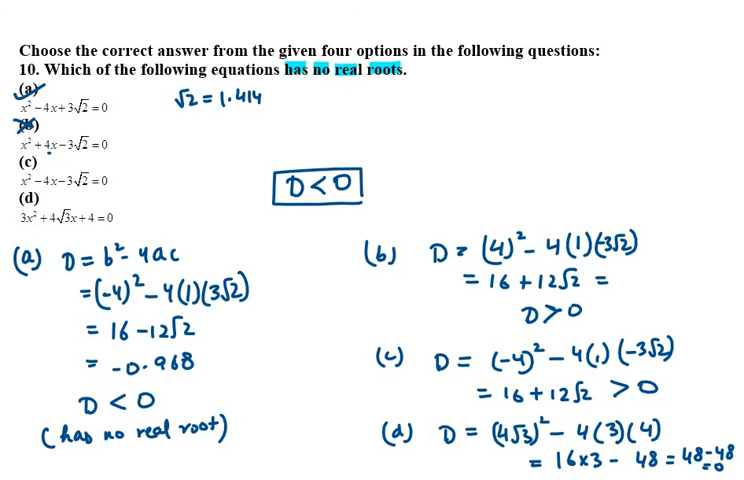 Choose the correct answer from the given four options in the following questions:
10. Which of the following equations has no real roots.
(a)
x² – 4x + 3√2 = 0
√2 = 1.414
(b)
x² + 4x – 3√2 = 0
(c)
x² – 4x – 3√2 = 0
D < 0
(d)
3x² + 4√3x + 4 = 0
(a) D = b² - 4ac
= (-4)² - 4(1)(3√2)
= 16 - 12√2
= -0.968
D < 0
(has no real root)
(b) D = (4)² - 4(1)(-3√2)
= 16 + 12√2 =
D > 0
(c) D = (-4)² - 4(1)(-3√2)
= 16 + 12√2 > 0
(d) D = (4√3)² - 4(3)(4)
= 16×3 - 48 = 48-48
= 0